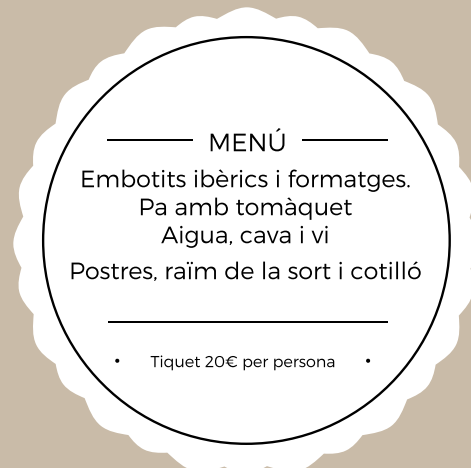 MENÚ
Embotits ibèrics i formatges.
Pa amb tomàquet
Aigua, cava i vi
Postres, raïm de la sort i cotilló
• Tiquet 20€ per persona •